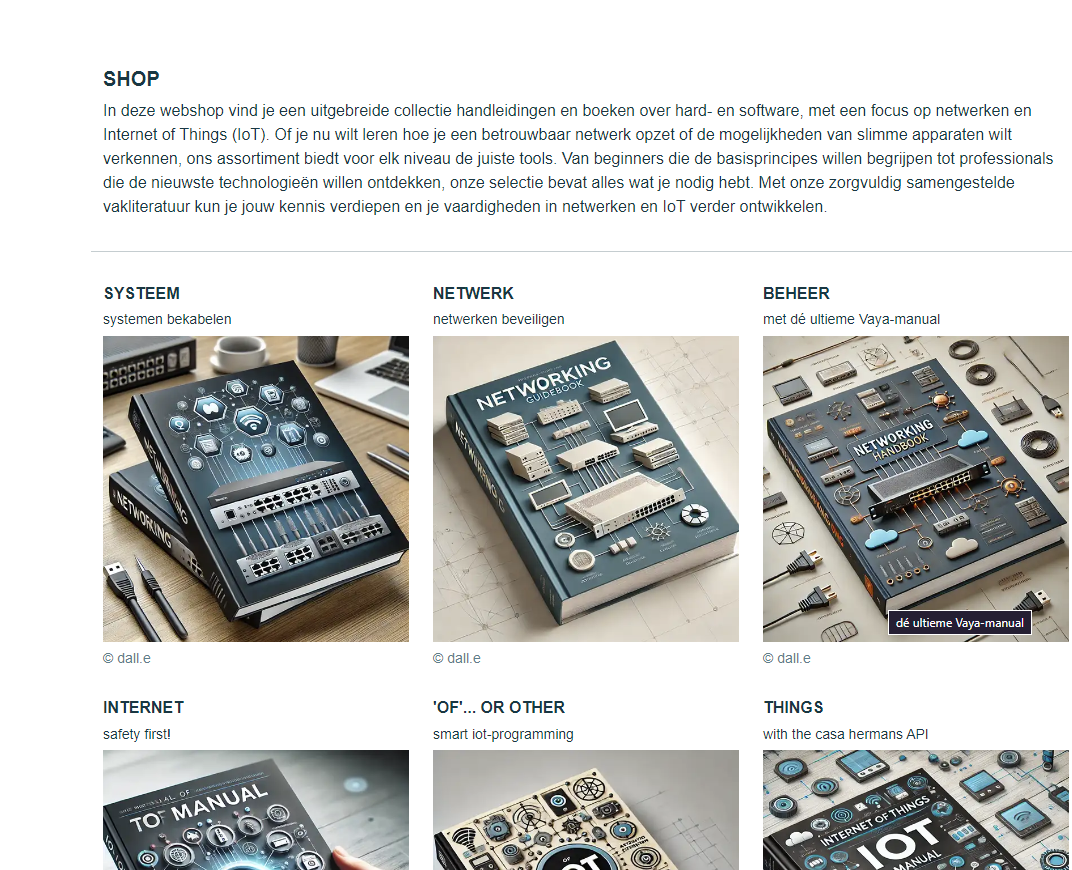 SHOP
In deze webshop vind je een uitgebreide collectie handleidingen en boeken over hard- en software, met een focus op netwerken en
Internet of Things (IoT). Of je nu wilt leren hoe je een betrouwbaar netwerk opzet of de mogelijkheden van slimme apparaten wilt
verkennen, ons assortiment biedt voor elk niveau de juiste tools. Van beginners die de basisprincipes willen begrijpen tot professionals
die de nieuwste technologieën willen ontdekken, onze selectie bevat alles wat je nodig hebt. Met onze zorgvuldig samengestelde
vakliteratuur kun je jouw kennis verdiepen en je vaardigheden in netwerken en IoT verder ontwikkelen.
SYSTEEM
systemen bekabelen
NETWERK
netwerken beveiligen
BEHEER
met dé ultieme Vaya-manual
NETWORKING
NETWORKING
GUIDEBOOK
NETWORKING
HANDBOOK
dé ultieme Vaya-manual
© dall.e
© dall.e
© dall.e
INTERNET
safety first!
'OF'... OR OTHER
smart iot-programming
THINGS
with the casa hermans API
MANUAL
INTERNET OF THINGS
IOT
MANUAL